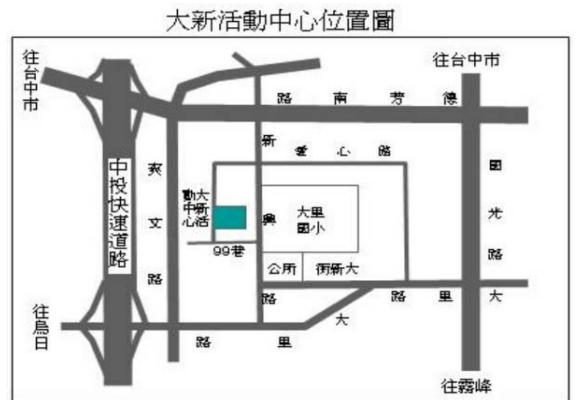 大新活動中心位置圖
往台中市
往台中市
德芳南路
新興路
愛心路
國光路
中投快速道路
爽文路
大新活
動中心
大里
國小
99巷
公所
大新街
大里路
往烏日
大里路
往霧峰